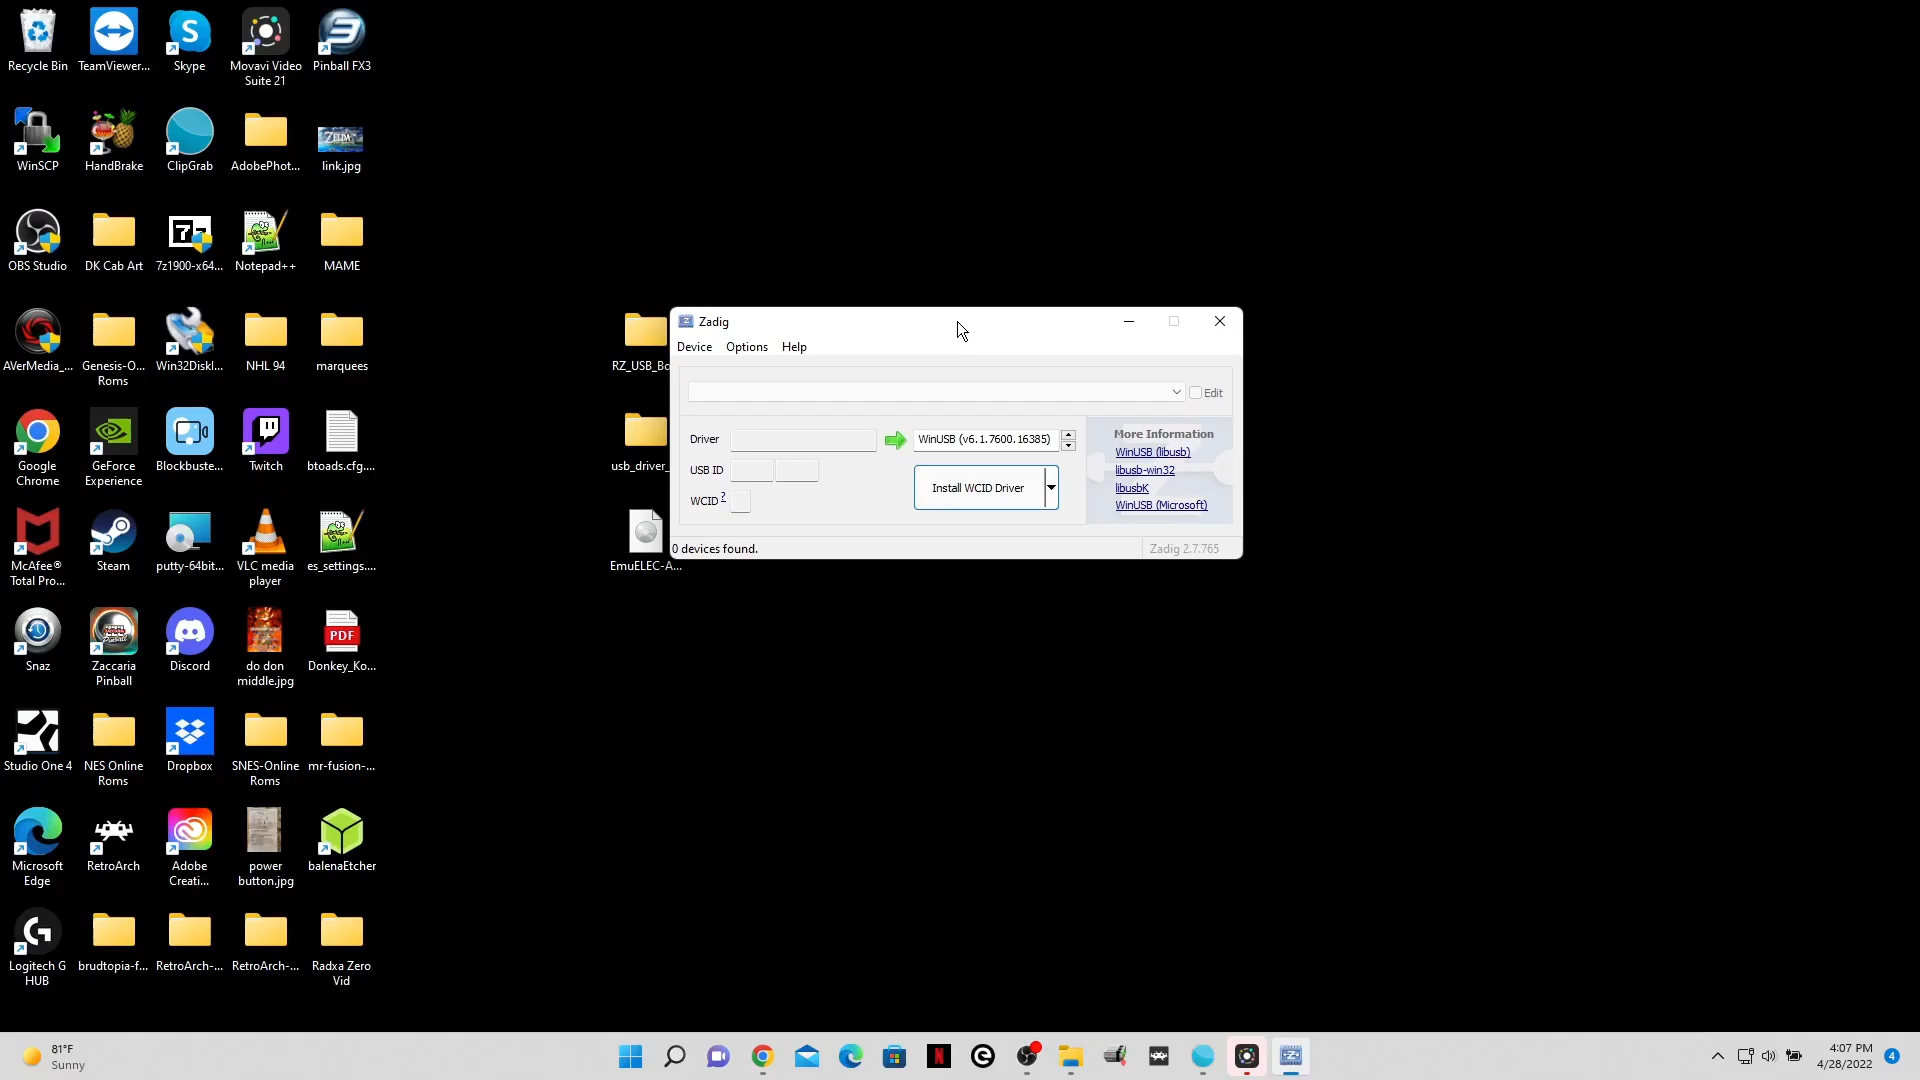 Recycle Bin
TeamViewer...
Skype
Movavi Video
Suite 21
Pinball FX3
WinSCP
HandBrake
ClipGrab
AdobePhot...
link.jpg
OBS Studio
DK Cab Art
7z1900-x64...
Notepad++
MAME
AVerMedia_...
Genesis-O...
Roms
Win32DiskI...
NHL 94
marquees
Google
Chrome
GeForce
Experience
Blockbuste...
Twitch
btoads.cfg....
McAfee®
Total Pro...
Steam
putty-64bit...
VLC media
player
es_settings....
Snaz
Zaccaria
Pinball
Discord
do don
middle.jpg
PDF
Donkey_Ko...
Studio One 4
NES Online
Roms
Dropbox
SNES-Online
Roms
mr-fusion-...
Microsoft
Edge
RetroArch
Adobe
Creati...
power
button.jpg
balenaEtcher
Logitech G
HUB
brudtopia-f...
RetroArch-...
RetroArch-...
Radxa Zero
Vid
RZ_USB_Bo
usb_driver_
EmuELEC-A...
Zadig
Device Options Help
Edit
Driver
WinUSB (v6.1.7600.16385)
USB ID
WCID ?
Install WCID Driver
More Information
WinUSB (libusb)
libusb-win32
libusbK
WinUSB (Microsoft)
0 devices found.
Zadig 2.7.765
81°F
Sunny
4:07 PM
4/28/2022
4